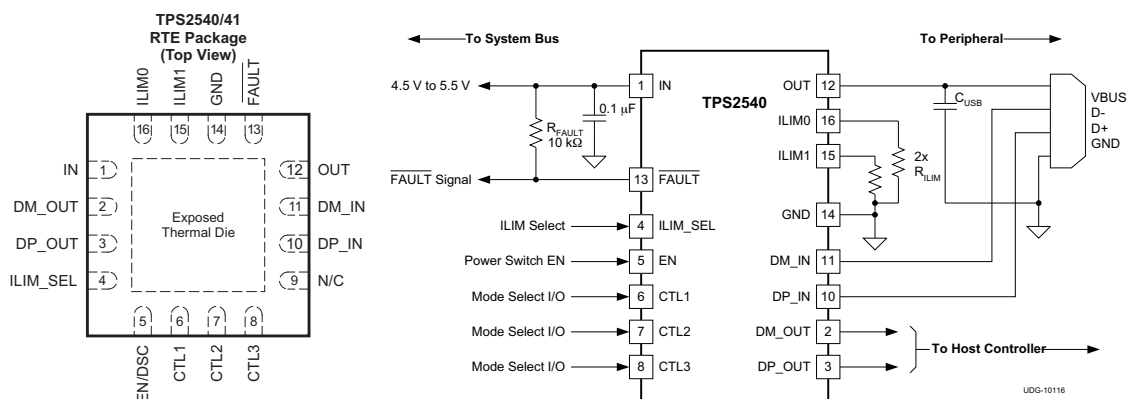 TPS2540/41
RTE Package
(Top View)
ILIM0
ILIM1
GND
FAULT
16
15
14
13
IN 1
12 OUT
DM_OUT 2
11 DM_IN
DP_OUT 3
10 DP_IN
ILIM_SEL 4
9 N/C
Exposed
Thermal Die
5
6
7
8
EN/DSC
CTL1
CTL2
CTL3
To System Bus
To Peripheral
TPS2540
4.5 V to 5.5 V
1 IN
0.1 µF
RFAULT
10 kΩ
FAULT Signal
13 FAULT
ILIM Select
4 ILIM_SEL
Power Switch EN
5 EN
Mode Select I/O
6 CTL1
Mode Select I/O
7 CTL2
Mode Select I/O
8 CTL3
OUT 12
ILIM0 16
ILIM1 15
GND 14
DM_IN 11
DP_IN 10
DM_OUT 2
DP_OUT 3
2x
RILIM
CUSB
VBUS
D-
D+
GND
To Host Controller
UDG-10116